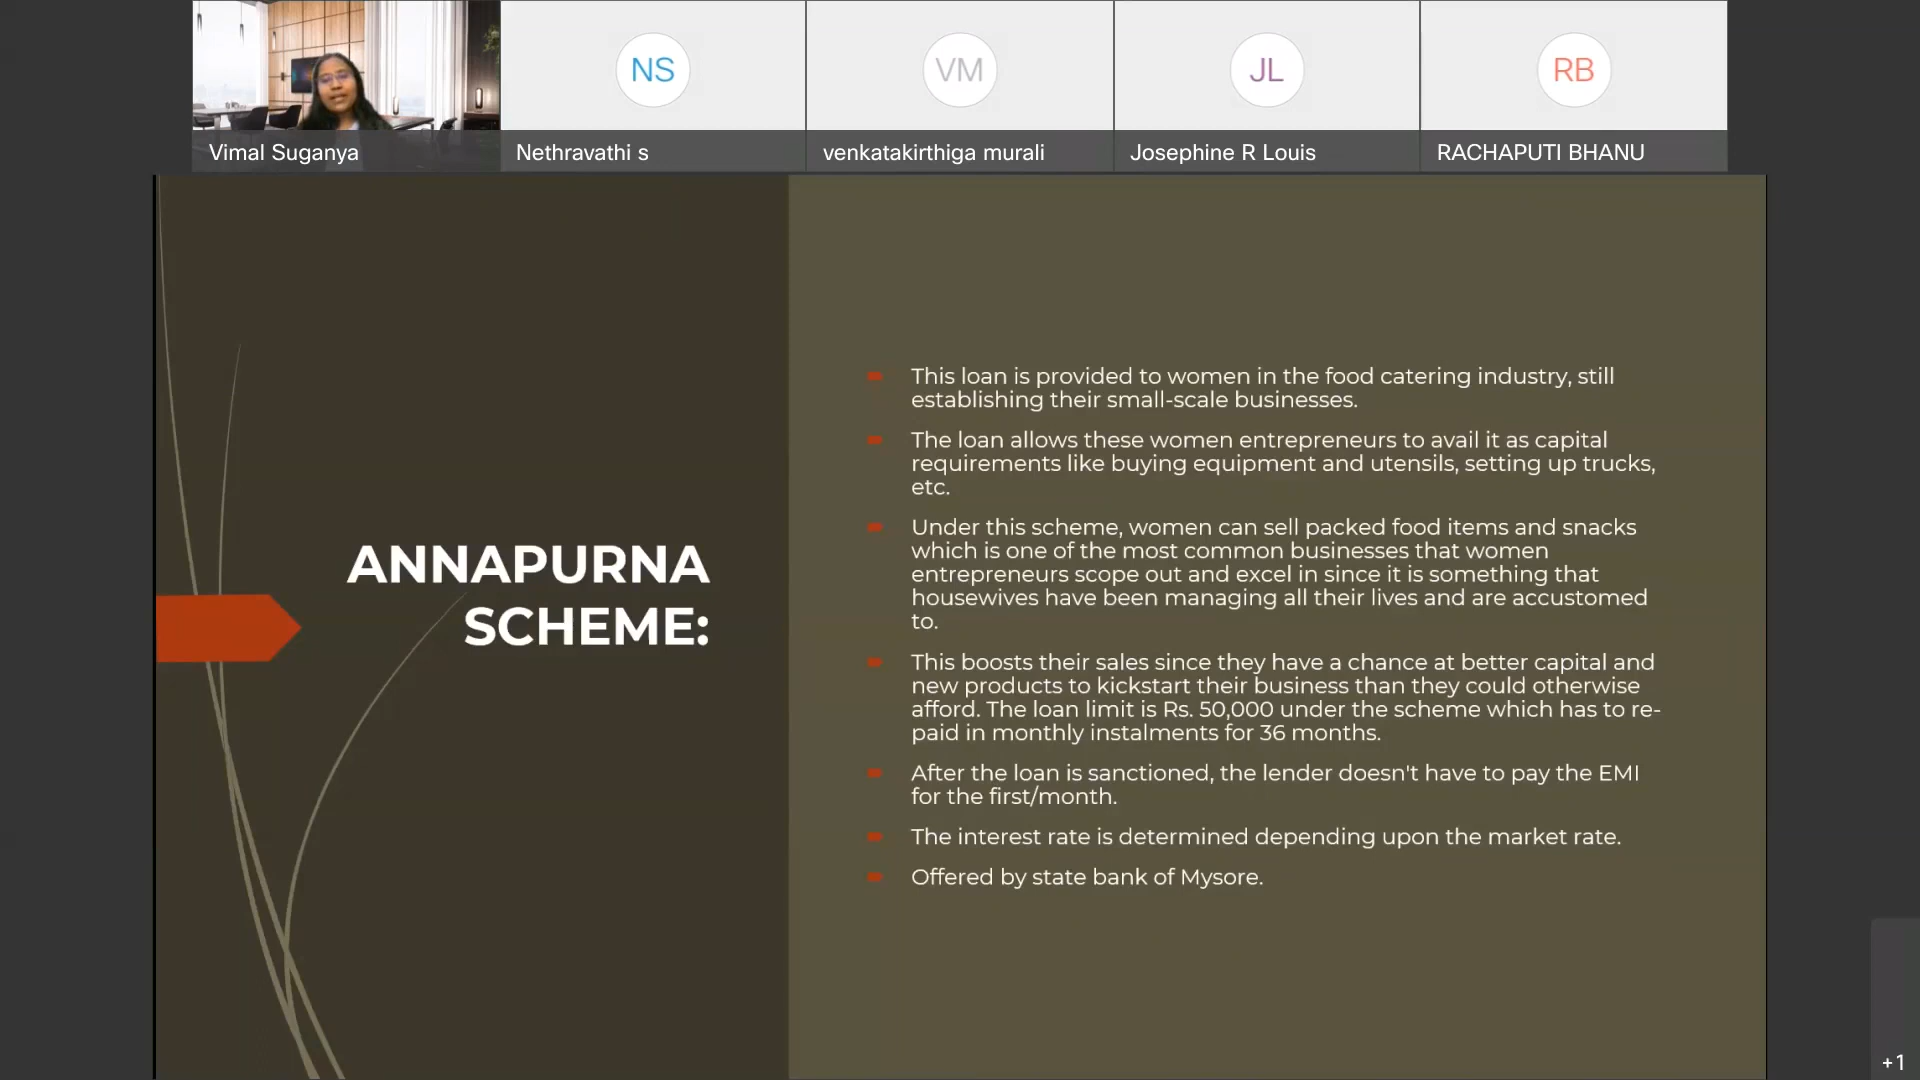 NS
VM
JL
RB
Vimal Suganya
Nethravathi s
venkatakirthiga murali
Josephine R Louis
RACHAPUTI BHANU
ANNAPURNA
SCHEME:
This loan is provided to women in the food catering industry, still
establishing their small-scale businesses.
The loan allows these women entrepreneurs to avail it as capital
requirements like buying equipment and utensils, setting up trucks,
etc.
Under this scheme, women can sell packed food items and snacks
which is one of the most common businesses that women
entrepreneurs scope out and excel in since it is something that
housewives have been managing all their lives and are accustomed
to.
This boosts their sales since they have a chance at better capital and
new products to kickstart their business than they could otherwise
afford. The loan limit is Rs. 50,000 under the scheme which has to re-
paid in monthly instalments for 36 months.
After the loan is sanctioned, the lender doesn't have to pay the EMI
for the first/month.
The interest rate is determined depending upon the market rate.
Offered by state bank of Mysore.
+1